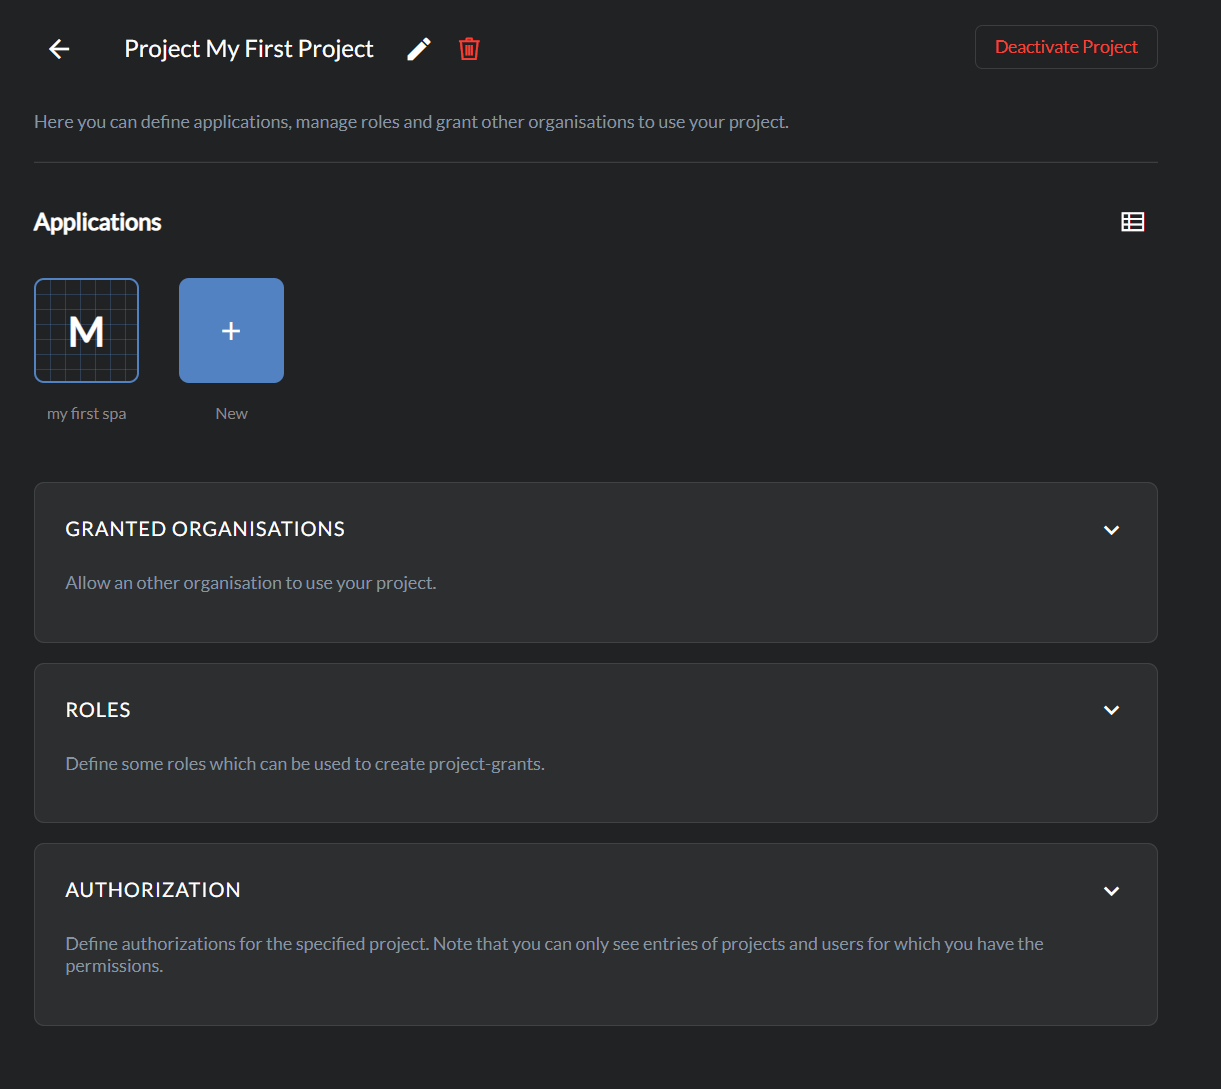 Project My First Project
Deactivate Project
Here you can define applications, manage roles and grant other organisations to use your project.
Applications
M
+
my first spa
New
GRANTED ORGANISATIONS
Allow an other organisation to use your project.
ROLES
Define some roles which can be used to create project-grants.
AUTHORIZATION
Define authorizations for the specified project. Note that you can only see entries of projects and users for which you have the
permissions.